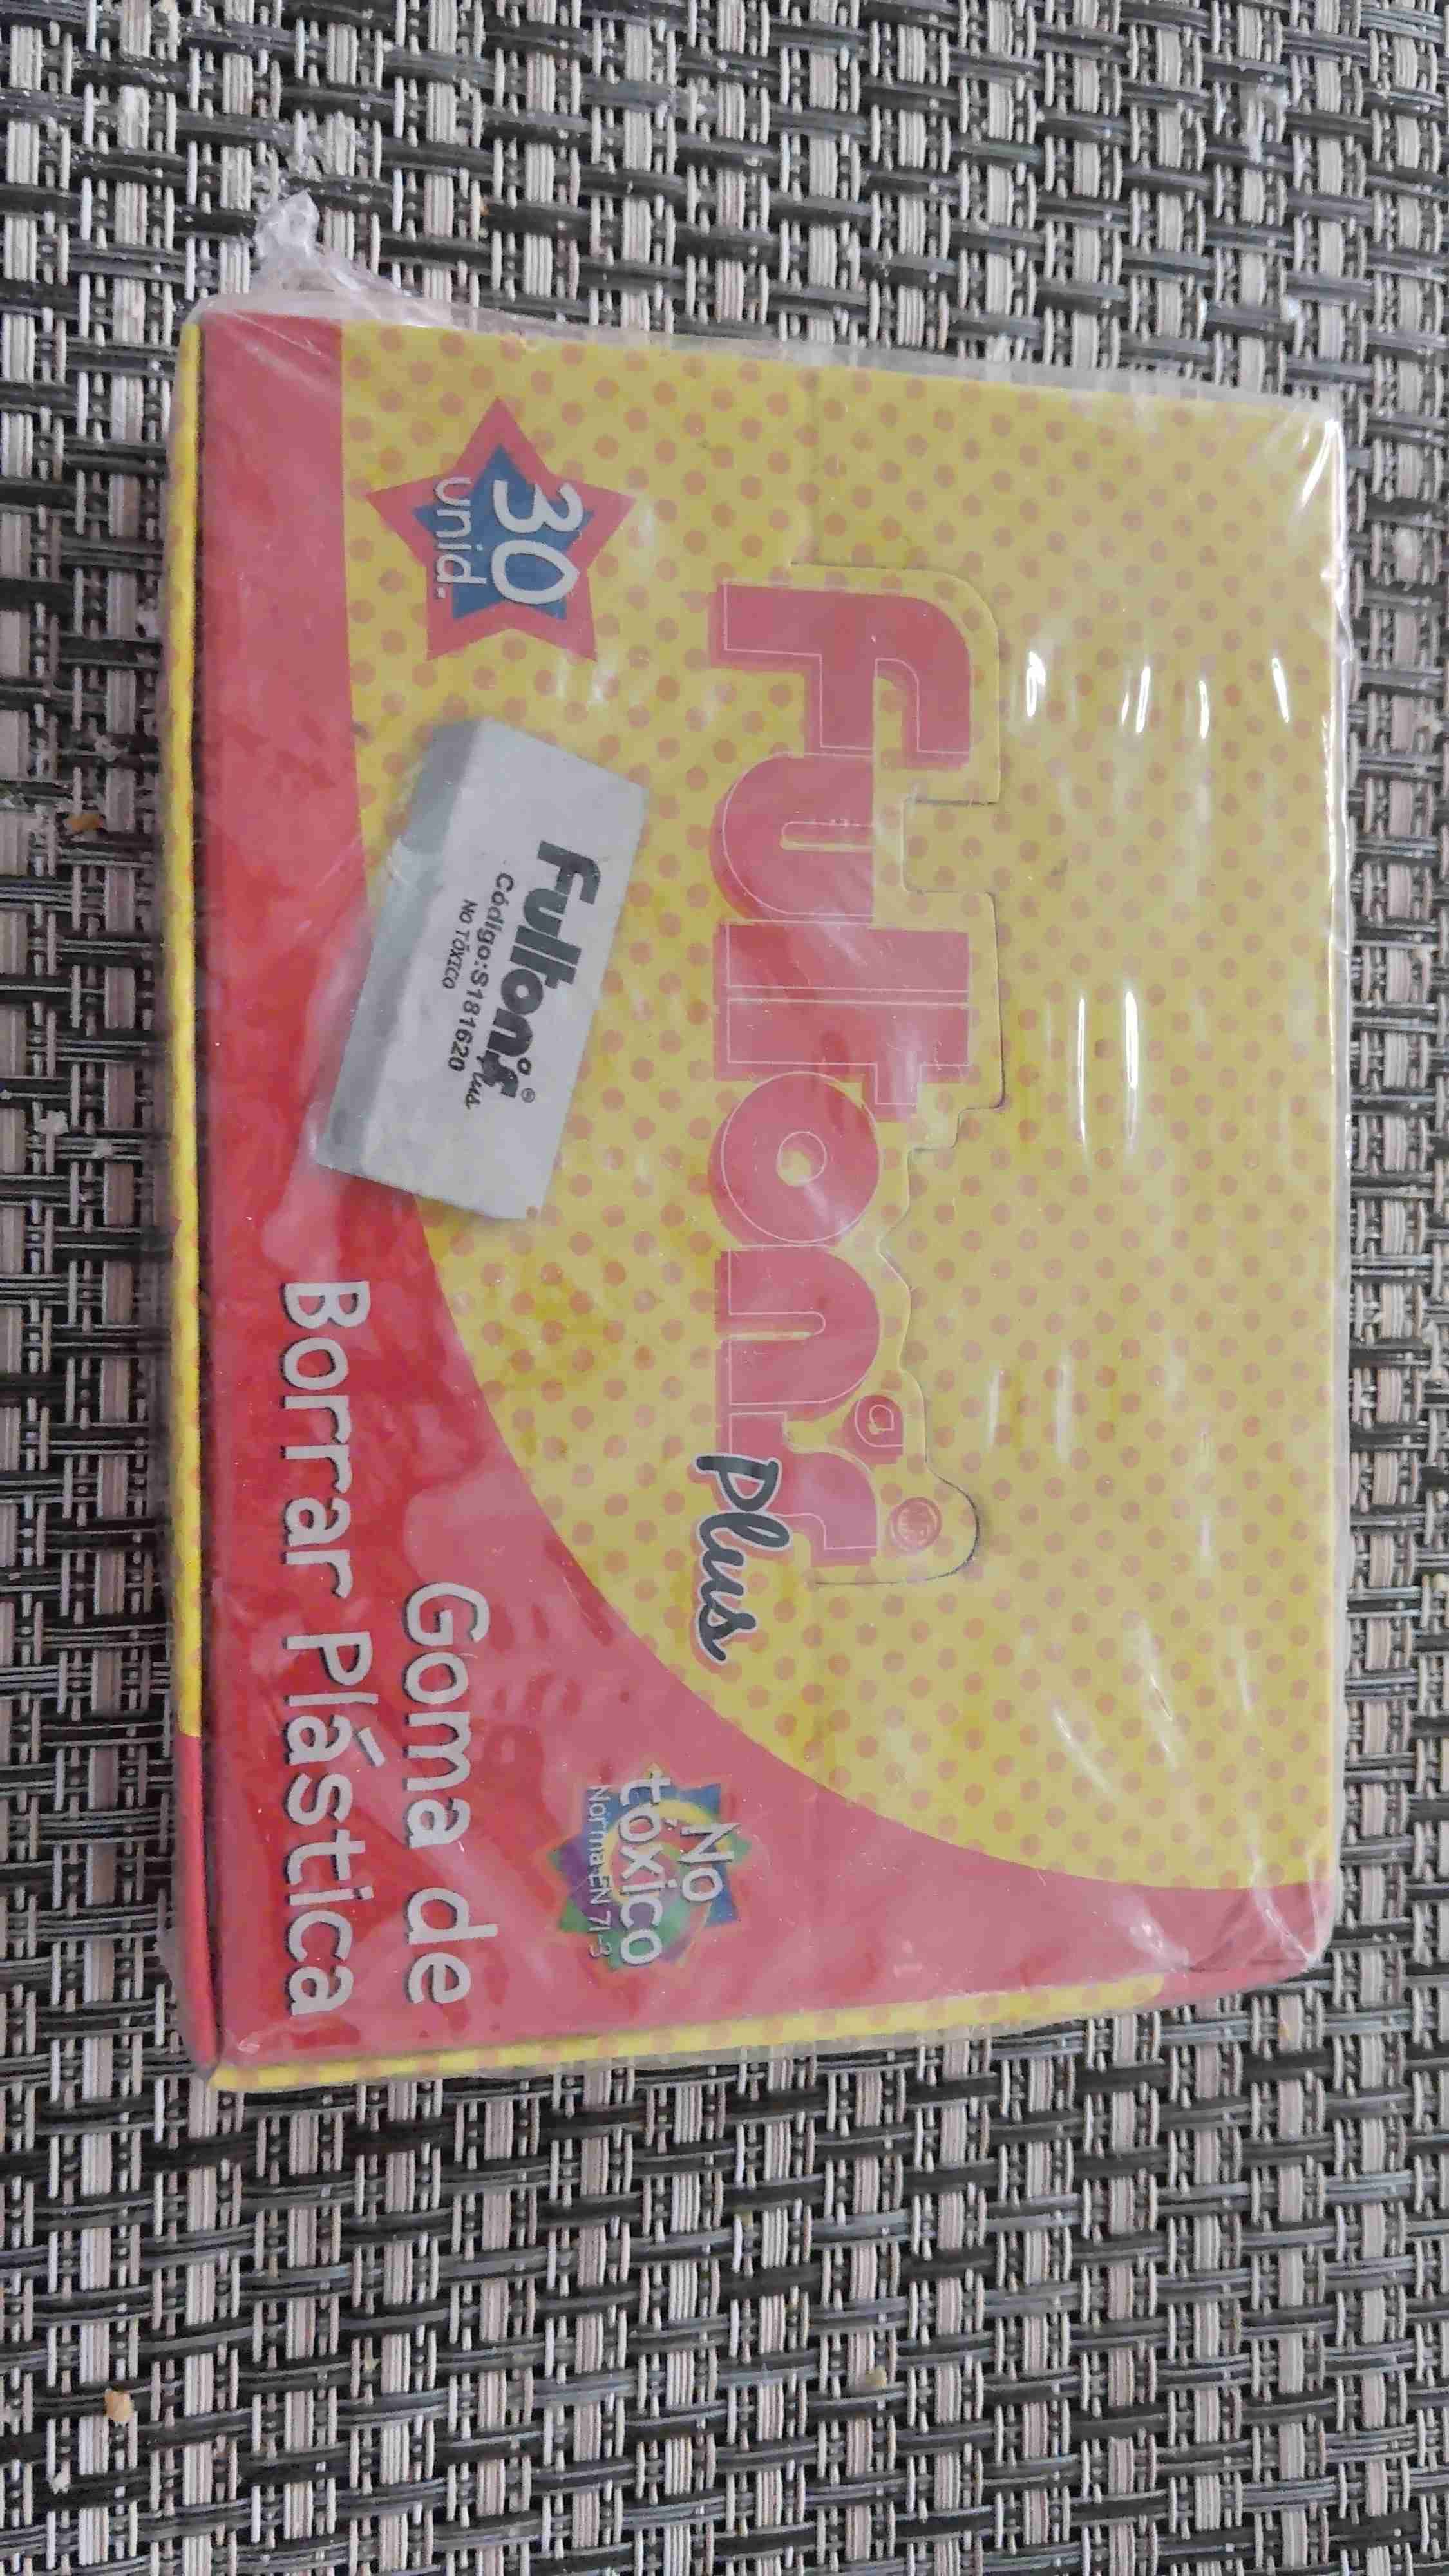 Fultons
Plus
30
unid.
Fultons®
Plus
Código:S181620
NO TÓXICO
No
tóxico
Norma EN 71-3
Goma de
Borrar Plástica